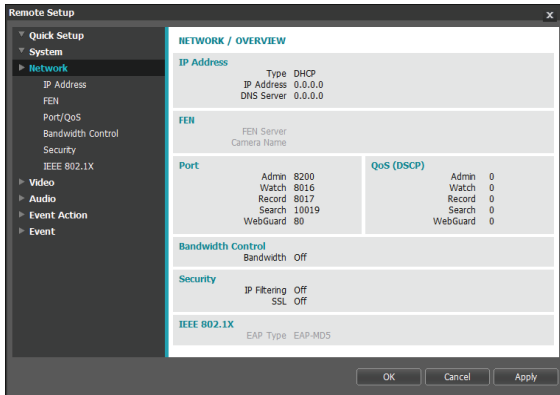 Remote Setup
x
Quick Setup
System
Network
IP Address
FEN
Port/QoS
Bandwidth Control
Security
IEEE 802.1X
Video
Audio
Event Action
Event
NETWORK / OVERVIEW
IP Address
Type DHCP
IP Address 0.0.0.0
DNS Server 0.0.0.0
FEN
FEN Server
Camera Name
Port
Admin 8200
Watch 8016
Record 8017
Search 10019
WebGuard 80
QoS (DSCP)
Admin 0
Watch 0
Record 0
Search 0
WebGuard 0
Bandwidth Control
Bandwidth Off
Security
IP Filtering Off
SSL Off
IEEE 802.1X
EAP Type EAP-MD5
OK
Cancel
Apply